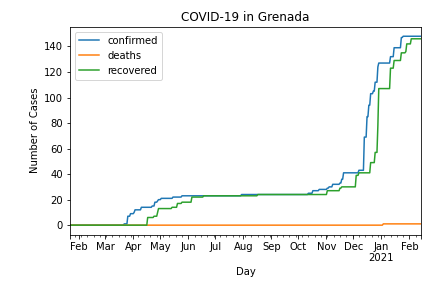 COVID-19 in Grenada
confirmed
deaths
recovered
Number of Cases
140
120
100
80
60
40
20
0
Feb Mar Apr May Jun Jul Aug Sep Oct Nov Dec Jan Feb
2021
Day